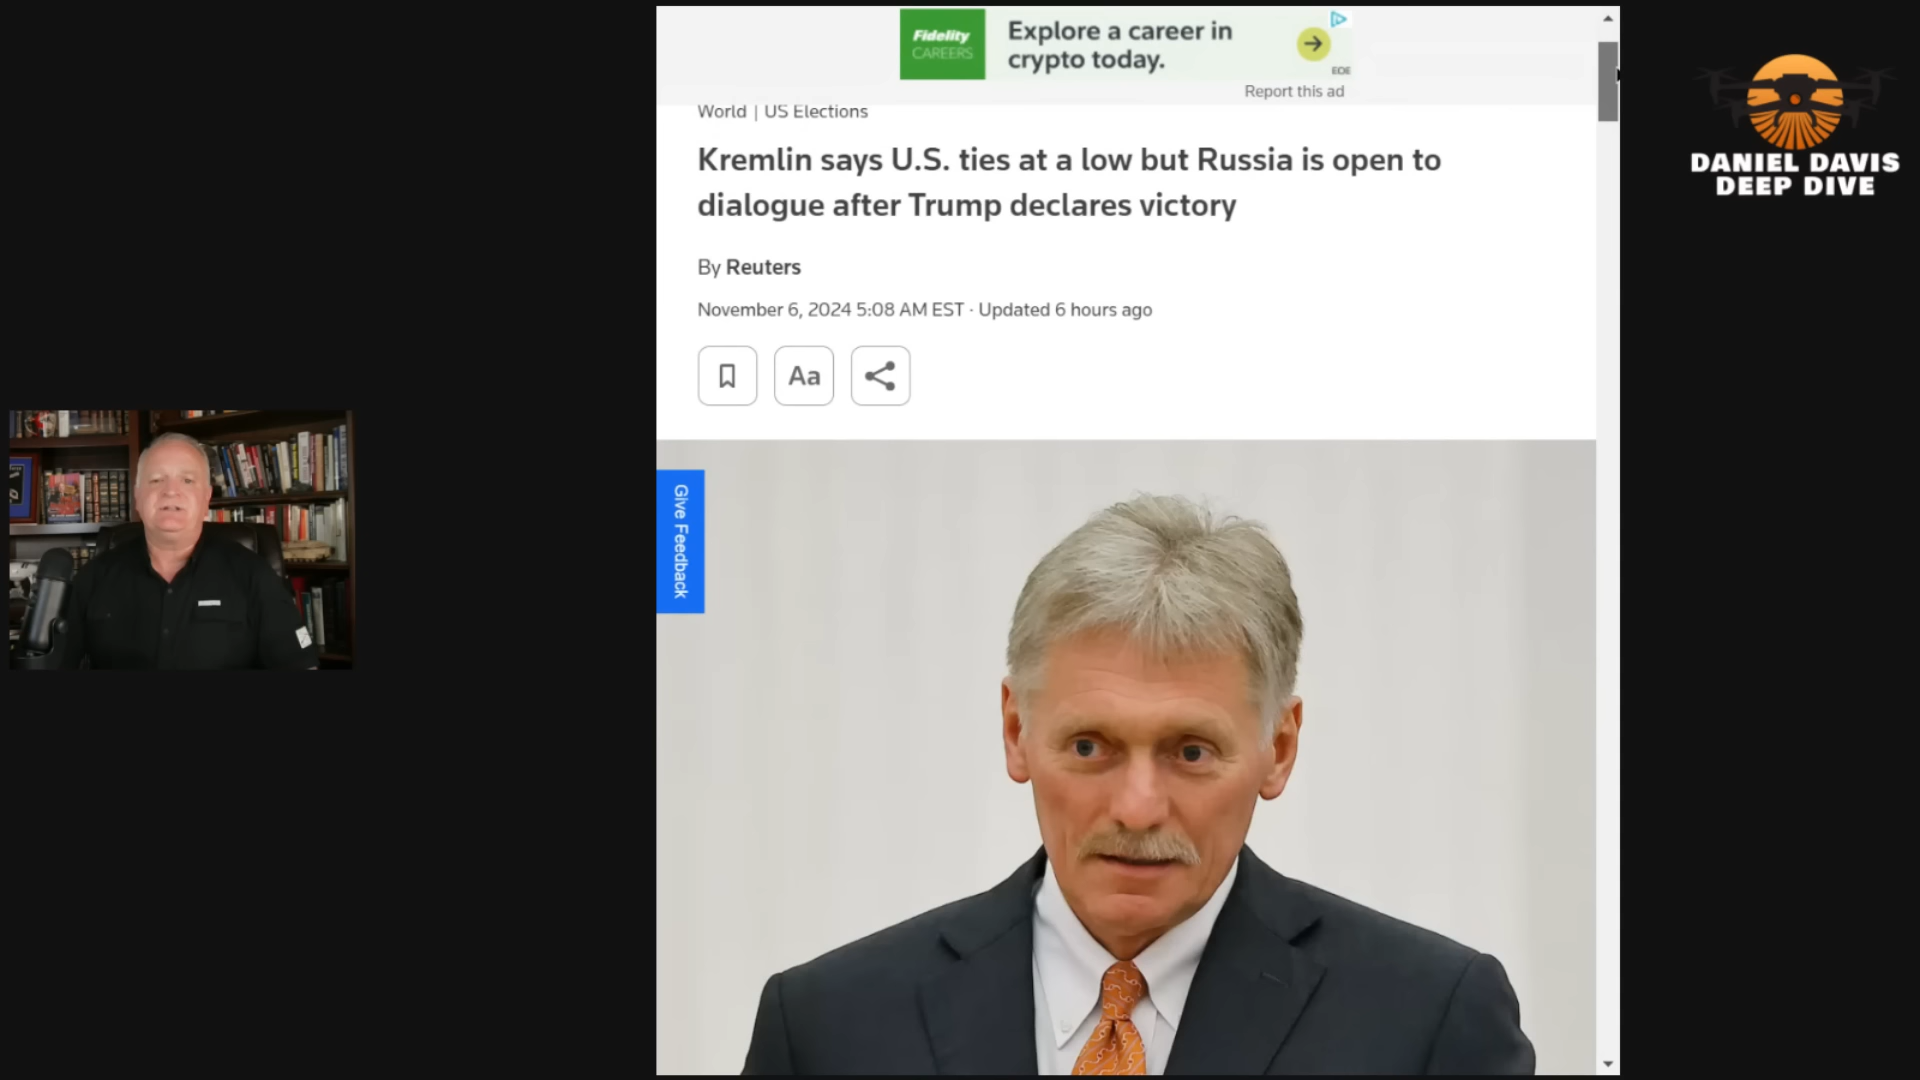 Fidelity
CAREERS
Explore a career in
crypto today.
EOE
Report this ad
World | US Elections
Kremlin says U.S. ties at a low but Russia is open to
dialogue after Trump declares victory
By Reuters
November 6, 2024 5:08 AM EST · Updated 6 hours ago
Aa
Give Feedback
DANIEL DAVIS
DEEP DIVE